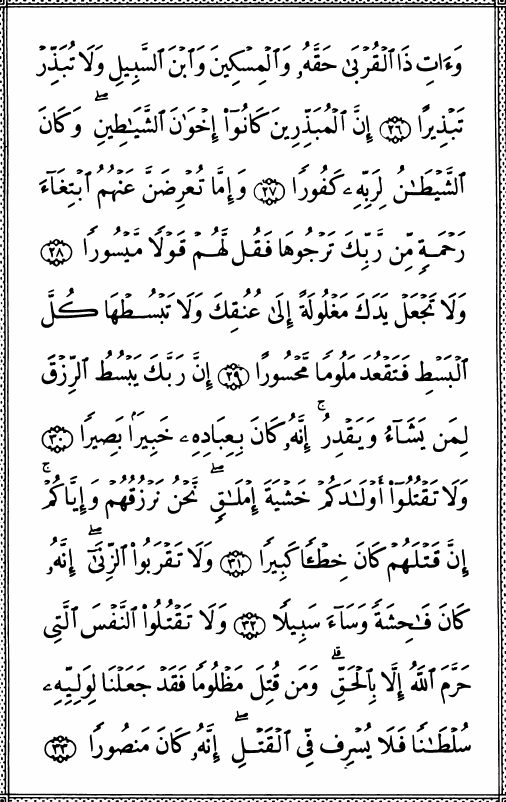 وَءَاتِ ذَا ٱلۡقُرۡبَىٰ حَقَّهُۥ وَٱلۡمِسۡكِينَ وَٱبۡنَ ٱلسَّبِيلِ وَلَا تُبَذِّرۡ
تَبۡذِيرًا ٢٦ إِنَّ ٱلۡمُبَذِّرِينَ كَانُوٓاْ إِخۡوَٰنَ ٱلشَّيَٰطِينِۖ وَكَانَ
ٱلشَّيۡطَٰنُ لِرَبِّهِۦ كَفُورٗا ٢٧ وَإِمَّا تُعۡرِضَنَّ عَنۡهُمُ ٱبۡتِغَآءَ
رَحۡمَةٖ مِّن رَّبِّكَ تَرۡجُوهَا فَقُل لَّهُمۡ قَوۡلٗا مَّيۡسُورٗا ٢٨
وَلَا تَجۡعَلۡ يَدَكَ مَغۡلُولَةً إِلَىٰ عُنُقِكَ وَلَا تَبۡسُطۡهَا كُلَّ
ٱلۡبَسۡطِ فَتَقۡعُدَ مَلُومٗا مَّحۡسُورًا ٢٩ إِنَّ رَبَّكَ يَبۡسُطُ ٱلرِّزۡقَ
لِمَن يَشَآءُ وَيَقۡدِرُۚ إِنَّهُۥ كَانَ بِعِبَادِهِۦ خَبِيرَۢا بَصِيرٗا ٣٠
وَلَا تَقۡتُلُوٓاْ أَوۡلَٰدَكُمۡ خَشۡيَةَ إِمۡلَٰقٖۖ نَّحۡنُ نَرۡزُقُهُمۡ وَإِيَّاكُمۡۚ
إِنَّ قَتۡلَهُمۡ كَانَ خِطۡـٔٗا كَبِيرٗا ٣١ وَلَا تَقۡرَبُواْ ٱلزِّنَىٰٓۖ إِنَّهُۥ
كَانَ فَٰحِشَةٗ وَسَآءَ سَبِيلٗا ٣٢ وَلَا تَقۡتُلُواْ ٱلنَّفۡسَ ٱلَّتِي
حَرَّمَ ٱللَّهُ إِلَّا بِٱلۡحَقِّۗ وَمَن قُتِلَ مَظۡلُومٗا فَقَدۡ جَعَلۡنَا لِوَلِيِّهِۦ
سُلۡطَٰنٗا فَلَا يُسۡرِف فِّي ٱلۡقَتۡلِۖ إِنَّهُۥ كَانَ مَنصُورٗا ٣٣